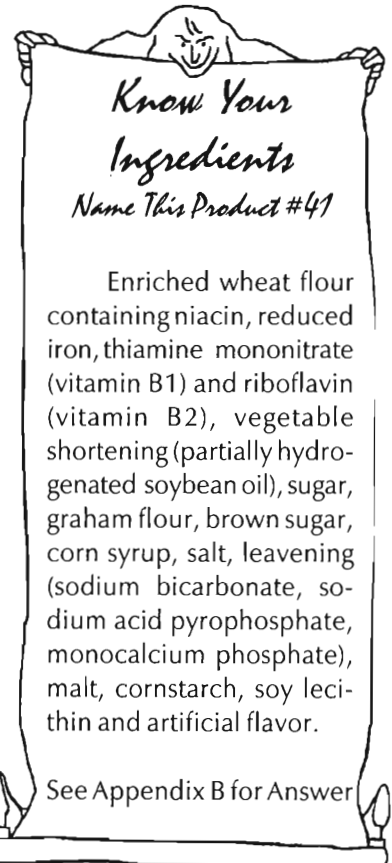 Know Your
Ingredients
Name This Product #41
Enriched wheat flour
containing niacin, reduced
iron, thiamine mononitrate
(vitamin B1) and riboflavin
(vitamin B2), vegetable
shortening (partially hydro-
genated soybean oil), sugar,
graham flour, brown sugar,
corn syrup, salt, leavening
(sodium bicarbonate, so-
dium acid pyrophosphate,
monocalcium phosphate),
malt, cornstarch, soy leci-
thin and artificial flavor.
See Appendix B for Answer